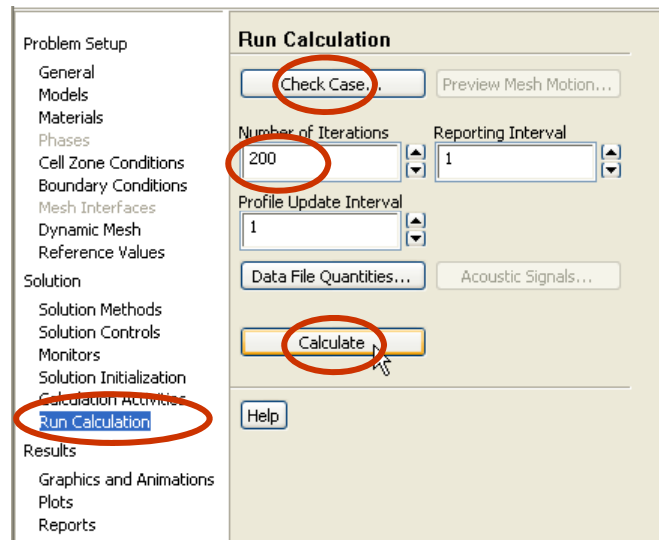 Problem Setup
General
Models
Materials
Phases
Cell Zone Conditions
Boundary Conditions
Mesh Interfaces
Dynamic Mesh
Reference Values
Solution
Solution Methods
Solution Controls
Monitors
Solution Initialization
Calculation Activities
Run Calculation
Results
Graphics and Animations
Plots
Reports
Run Calculation
Check Case... Preview Mesh Motion...
Number of Iterations Reporting Interval
200 1
Profile Update Interval
1
Data File Quantities... Acoustic Signals...
Calculate
Help